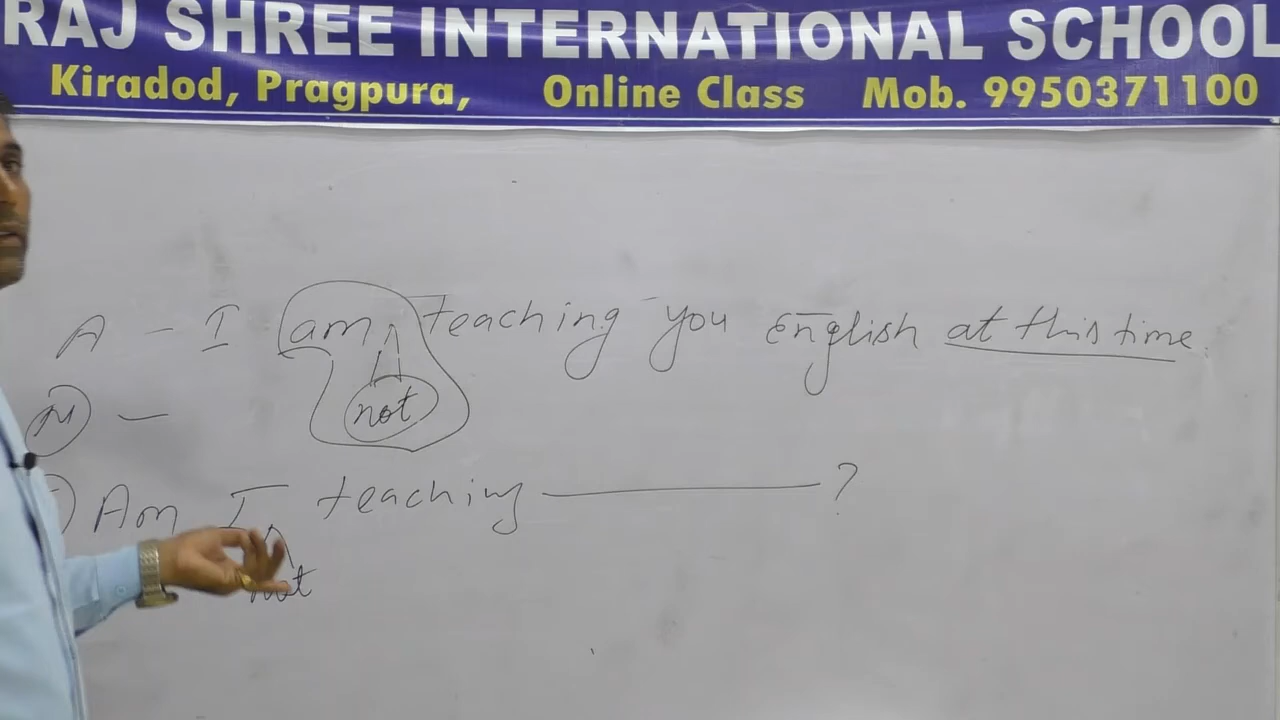 RAJ SHREE INTERNATIONAL SCHOOL
Kiradod, Pragpura, Online Class Mob. 9950371100
A - I am teaching you English at this time.
not
N -
Am I teaching ?
not